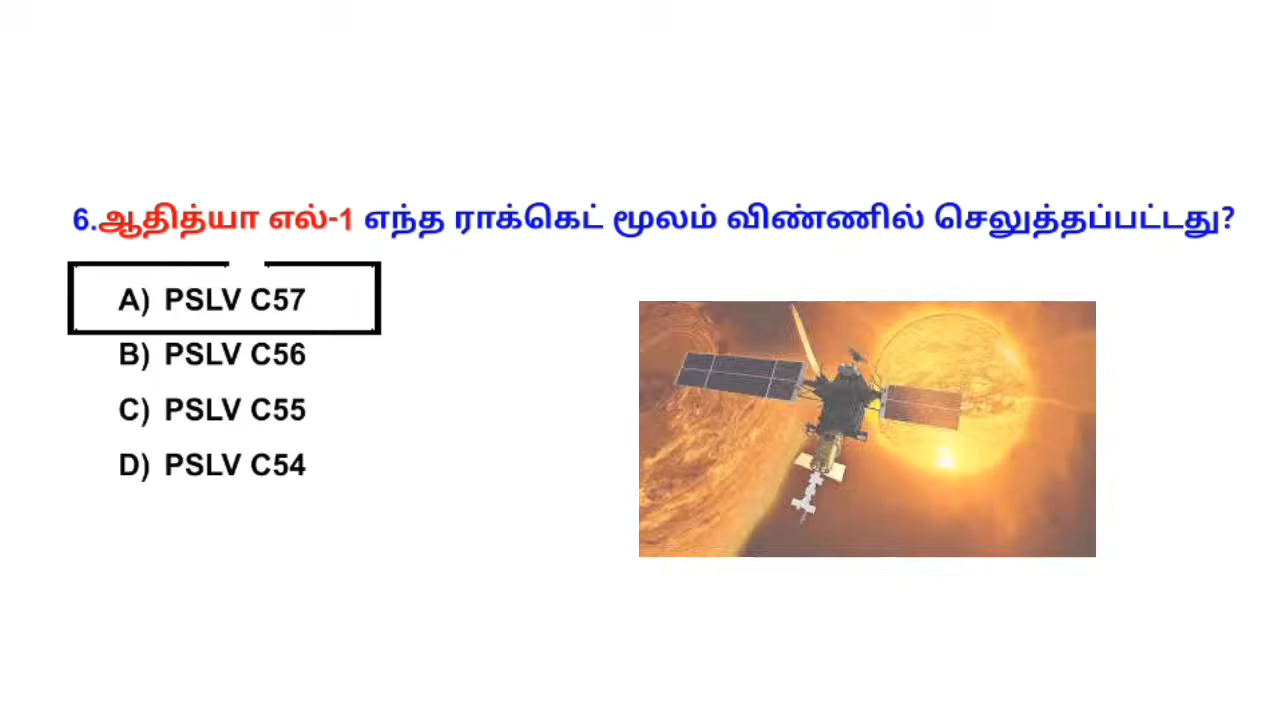 6.ஆதித்யா எல்-1 எந்த ராக்கெட் மூலம் விண்ணில் செலுத்தப்பட்டது?
A) PSLV C57
B) PSLV C56
C) PSLV C55
D) PSLV C54